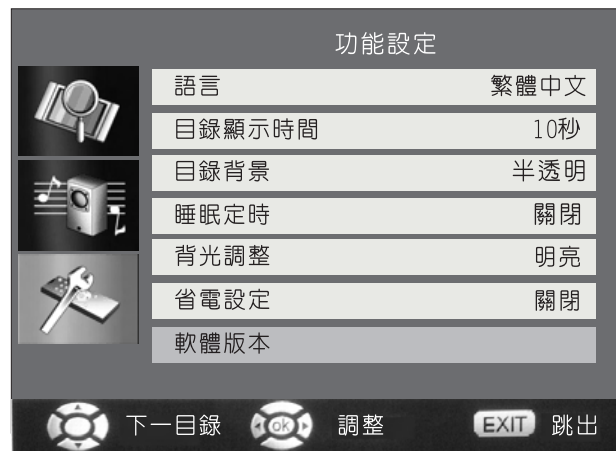 功能設定
語言 繁體中文
目錄顯示時間 10秒
目錄背景 半透明
睡眠定時 關閉
背光調整 明亮
省電設定 關閉
軟體版本
下一目錄 ok 調整 EXIT 跳出